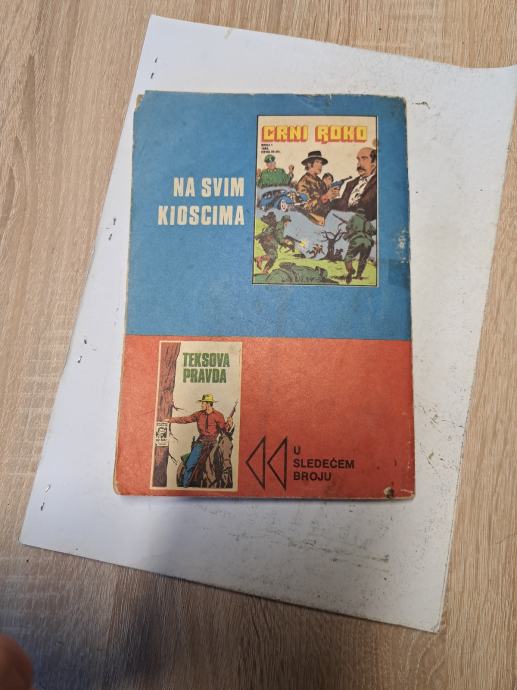 CRNI ROKO
NA SVIM
KIOSCIMA
TEKSOVA
PRAVDA
U
SLEDEĆEM
BROJU